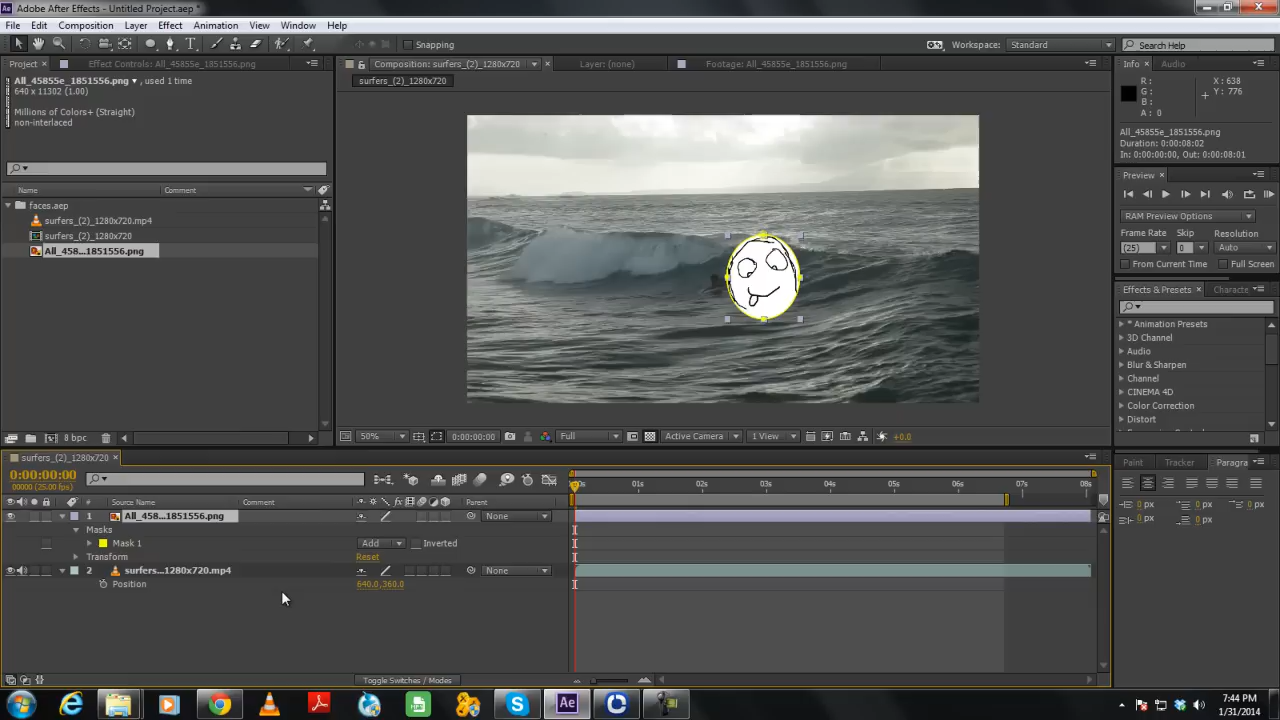 Adobe After Effects - Untitled Project.aep *
File Edit Composition Layer Effect Animation View Window Help
Snapping
Workspace: Standard
Search Help
Project
Effect Controls: All_45855e_1851556.png
All_45855e_1851556.png , used 1 time
640 x 11302 (1.00)
Millions of Colors+ (Straight)
non-interlaced
Name Comment
faces.aep
surfers_(2)_1280x720.mp4
surfers_(2)_1280x720
All_458...1851556.png
8 bpc
Composition: surfers_(2)_1280x720
Layer: (none)
Footage: All_45855e_1851556.png
surfers_(2)_1280x720
50% 0:00:00:00 Full Active Camera 1 View +0.0
Info Audio
R : X : 638
G : Y : 776
B :
A : 0
All_45855e_1851556.png
Duration: 0:00:08:02
In: 0:00:00:00, Out: 0:00:08:01
Preview
RAM Preview Options
Frame Rate Skip Resolution
(25) 0 Auto
From Current Time Full Screen
Effects & Presets Characte
* Animation Presets
3D Channel
Audio
Blur & Sharpen
Channel
CINEMA 4D
Color Correction
Distort
surfers_(2)_1280x720
0:00:00:00
00000 (25.00 fps)
# Source Name Comment Parent
01s 02s 03s 04s 05s 06s 07s 08s
1 All_458...1851556.png None
Masks
Mask 1 Add Inverted
Transform Reset
2 surfers...1280x720.mp4 None
Position 640.0,360.0
Toggle Switches / Modes
Paint Tracker Paragra
0 px 0 px 0 px
0 px 0 px
7:44 PM
1/31/2014